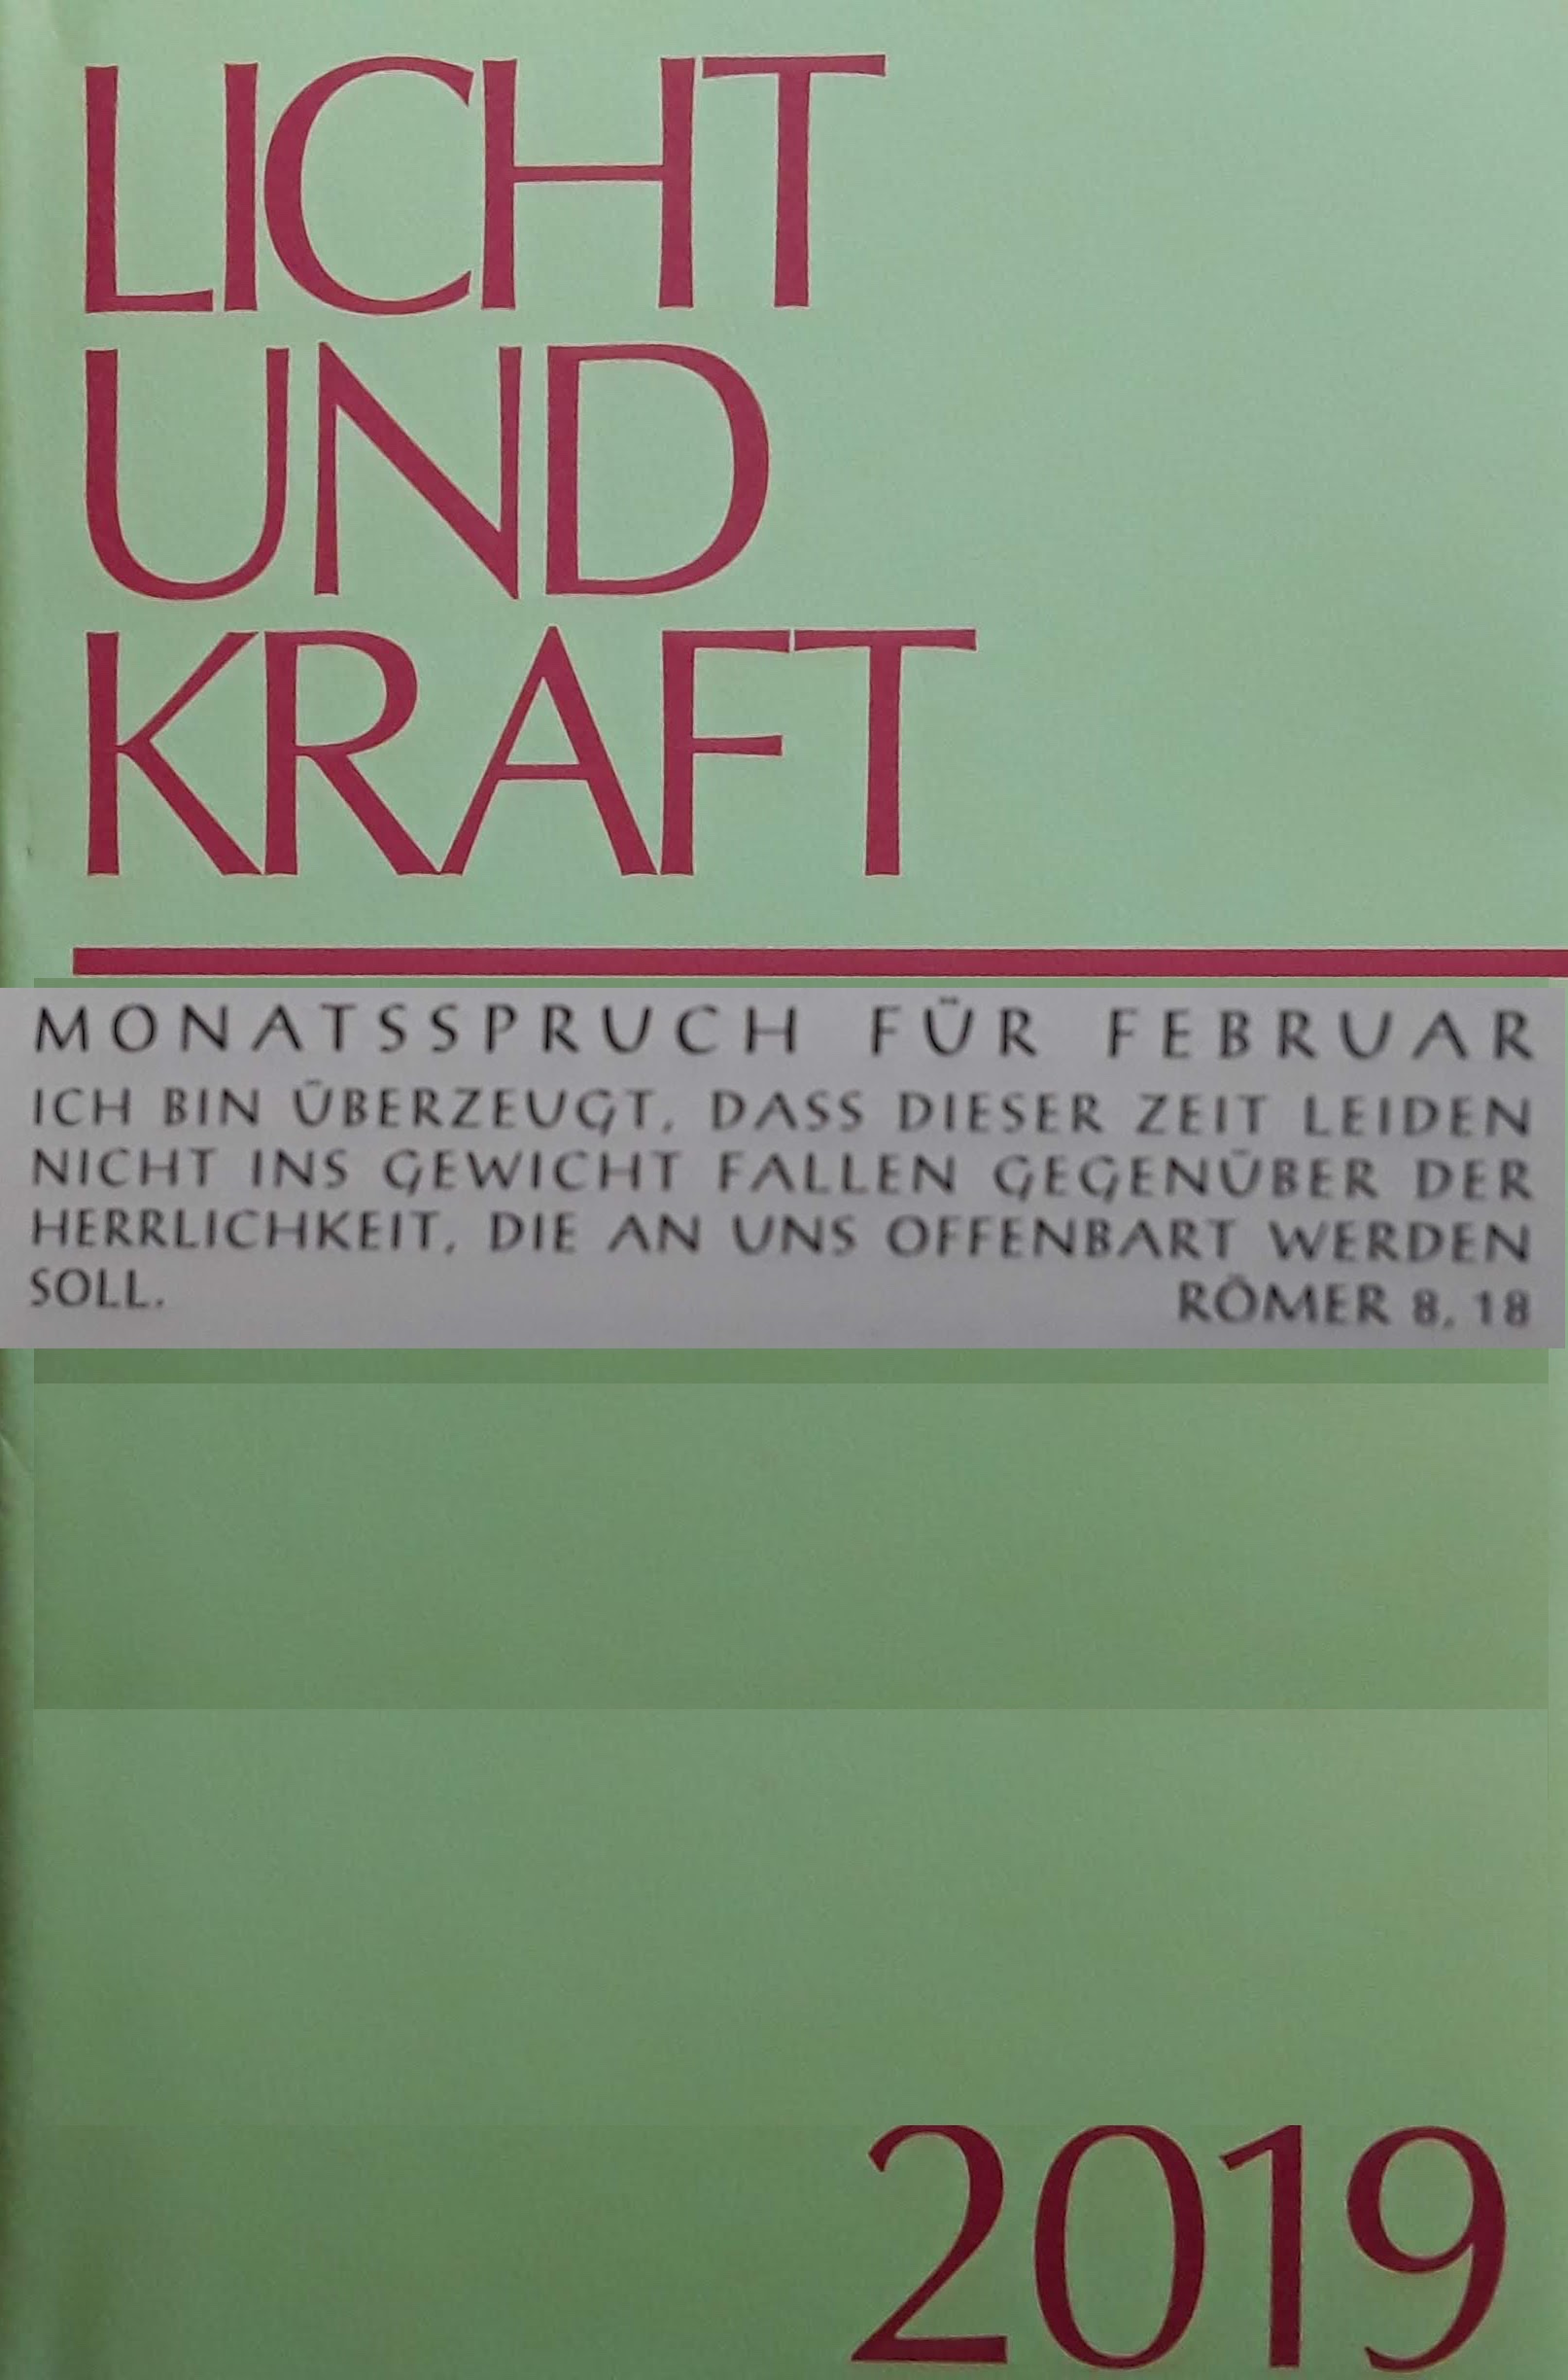 LICHT
UND
KRAFT
MONATSSPRUCH FÜR FEBRUAR
ICH BIN ÜBERZEUGT, DASS DIESER ZEIT LEIDEN
NICHT INS GEWICHT FALLEN GEGENÜBER DER
HERRLICHKEIT, DIE AN UNS OFFENBART WERDEN
SOLL. RÖMER 8, 18
2019